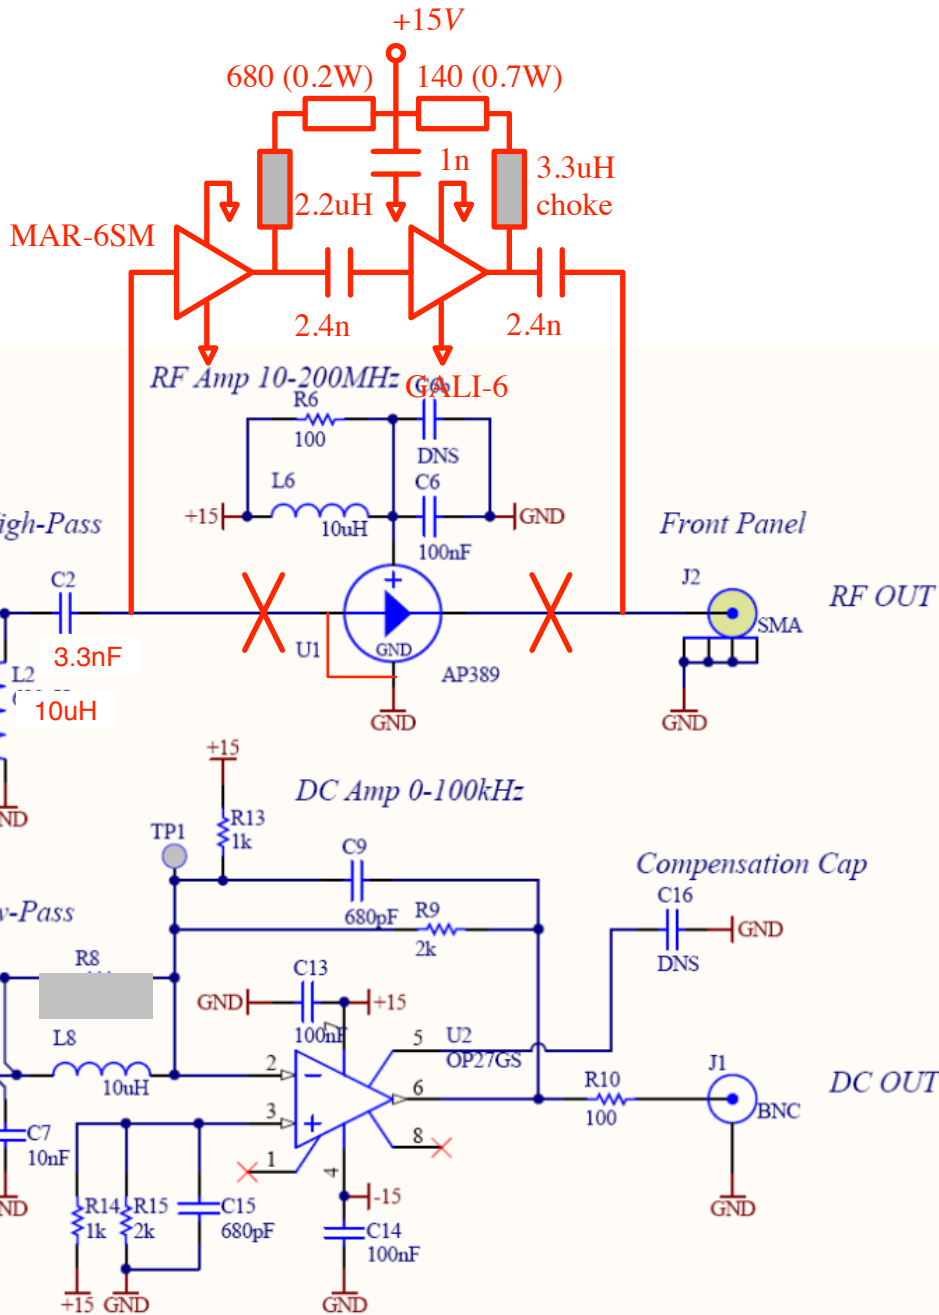 +15V
680 (0.2W) 140 (0.7W)
1n
3.3uH
choke
2.2uH
MAR-6SM
2.4n
2.4n
RF Amp 10-200MHz
GALI-6
R6
100
DNS
L6
C6
+15
10uH
GND
100nF
igh-Pass
Front Panel
C2
J2
RF OUT
+
SMA
3.3nF
U1
GND
L2
AP389
10uH
GND
GND
+15
ND
DC Amp 0-100kHz
R13
1k
TP1
C9
Compensation Cap
C16
680pF
R9
GND
v-Pass
2k
DNS
R8
C13
GND
+15
100nF
7
5
U2
L8
OP27GS
2
6
R10
J1
DC OUT
10uH
100
BNC
3
+
8
C7
10nF
1
4
-15
R14
1k
R15
2k
C15
680pF
C14
100nF
ND
GND
+15
GND
GND